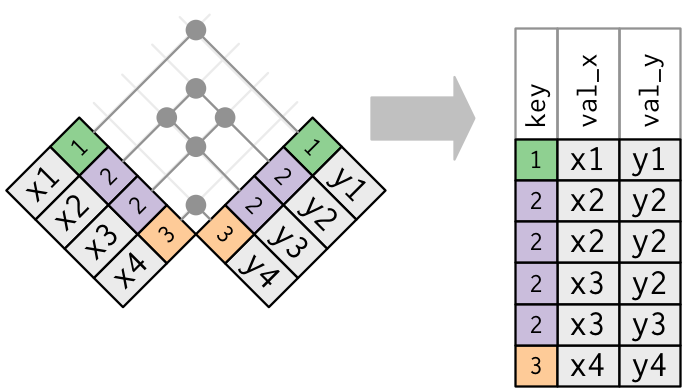 1 x1
2 x2
2 x3
3 x4
1 y1
2 y2
2 y3
3 y4
key val_x val_y
1 x1 y1
2 x2 y2
2 x2 y2
2 x3 y2
2 x3 y3
3 x4 y4